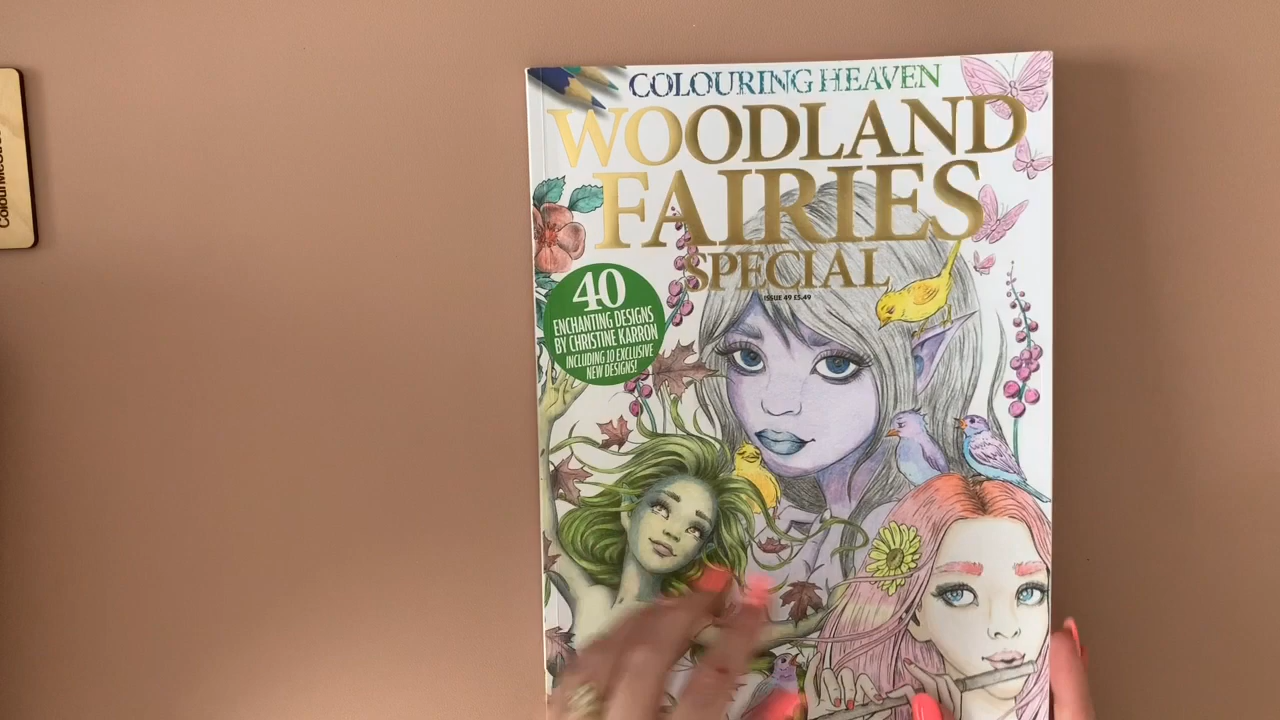 COLOURING HEAVEN
WOODLAND
FAIRIES
SPECIAL
ISSUE 49 £5.49
40
ENCHANTING DESIGNS
BY CHRISTINE KARRON
INCLUDING 10 EXCLUSIVE
NEW DESIGNS!